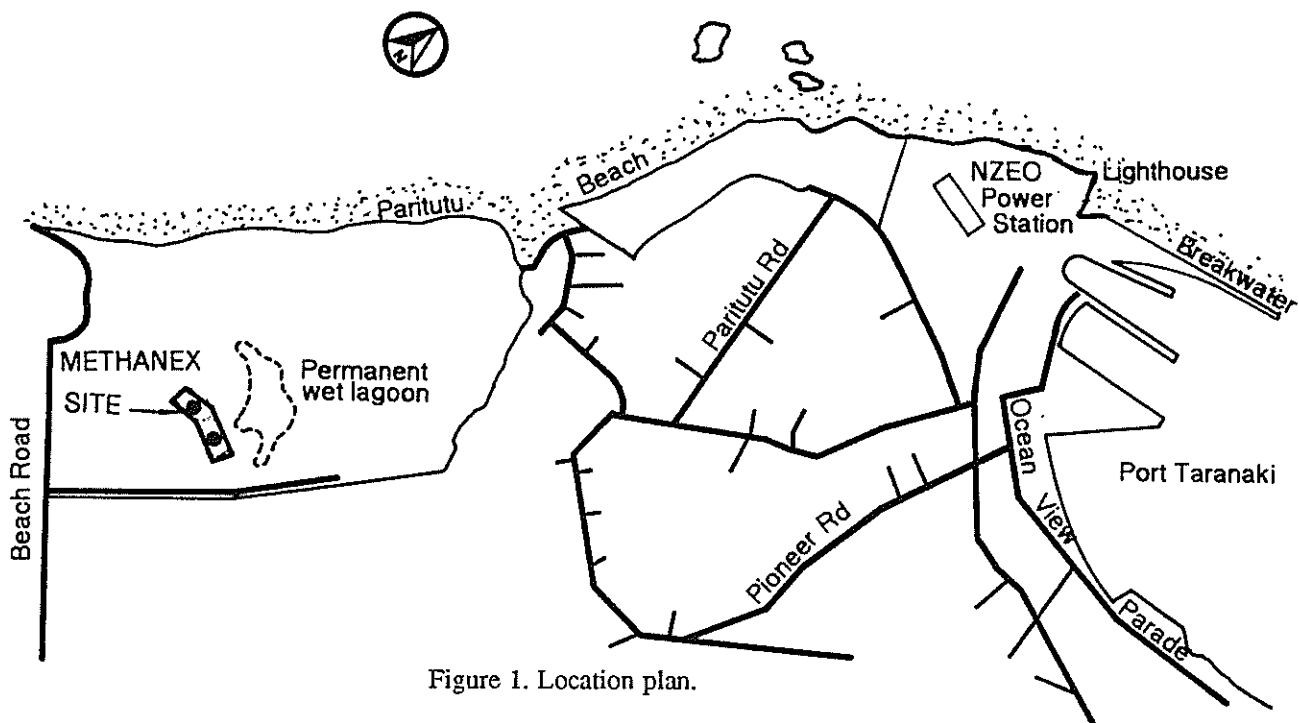 N
Beach
Paritutu
NZEO
Power
Station
Lighthouse
Breakwater
Paritutu Rd
METHANEX
SITE
Permanent
wet lagoon
Beach Road
Ocean
View
Parade
Port Taranaki
Pioneer Rd
Figure 1. Location plan.